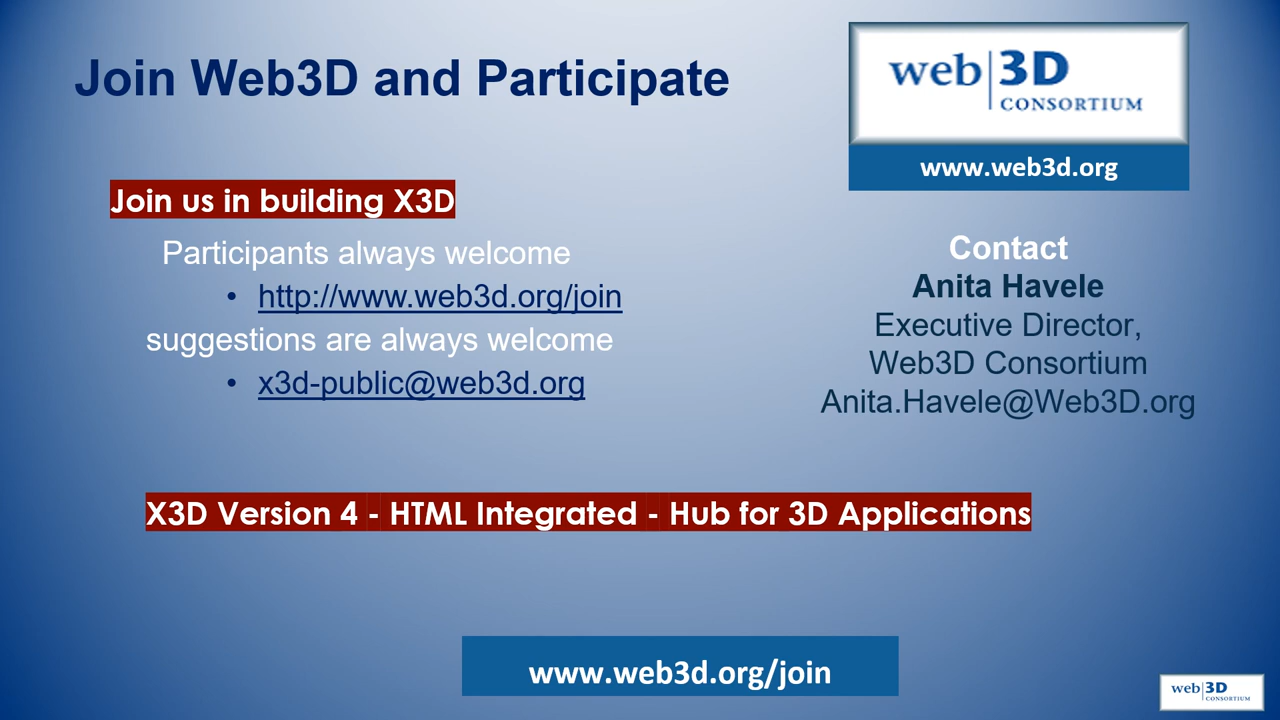 Join Web3D and Participate
web 3D
CONSORTIUM
www.web3d.org
Join us in building X3D
Participants always welcome
• http://www.web3d.org/join
suggestions are always welcome
• x3d-public@web3d.org
Contact
Anita Havele
Executive Director,
Web3D Consortium
Anita.Havele@Web3D.org
X3D Version 4 - HTML Integrated - Hub for 3D Applications
www.web3d.org/join
web 3D
CONSORTIUM